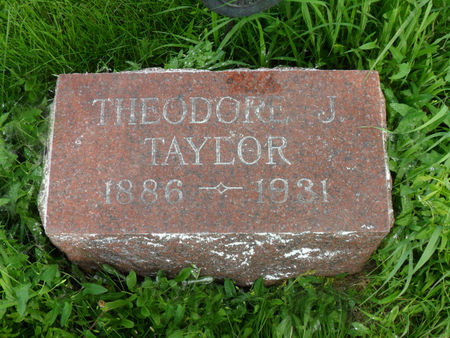 THEODORE J.
TAYLOR
1886 - 1931